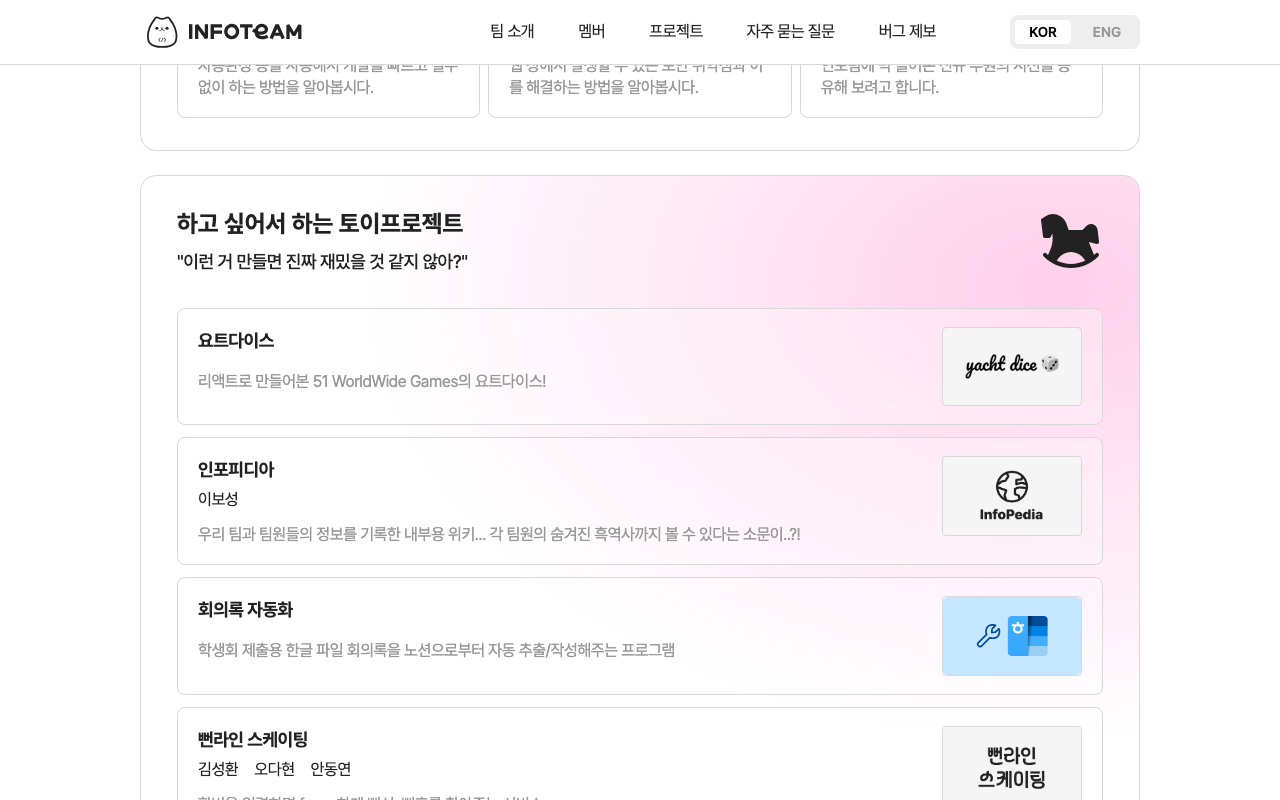 INFOTEAM
팀 소개
멤버
프로젝트
자주 묻는 질문
버그 제보
KOR
ENG
없이 하는 방법을 알아봅시다.
를 해결하는 방법을 알아봅시다.
유해 보려고 합니다.
하고 싶어서 하는 토이프로젝트
"이런 거 만들면 진짜 재밌을 것 같지 않아?"
요트다이스
리액트로 만들어본 51 WorldWide Games의 요트다이스!
yacht dice
인포피디아
이보성
우리 팀과 팀원들의 정보를 기록한 내부용 위키... 각 팀원의 숨겨진 흑역사까지 볼 수 있다는 소문이..?!
InfoPedia
회의록 자동화
학생회 제출용 한글 파일 회의록을 노션으로부터 자동 추출/작성해주는 프로그램
뻔라인 스케이팅
김성환 오다현 안동연
뻔라인
스케이팅